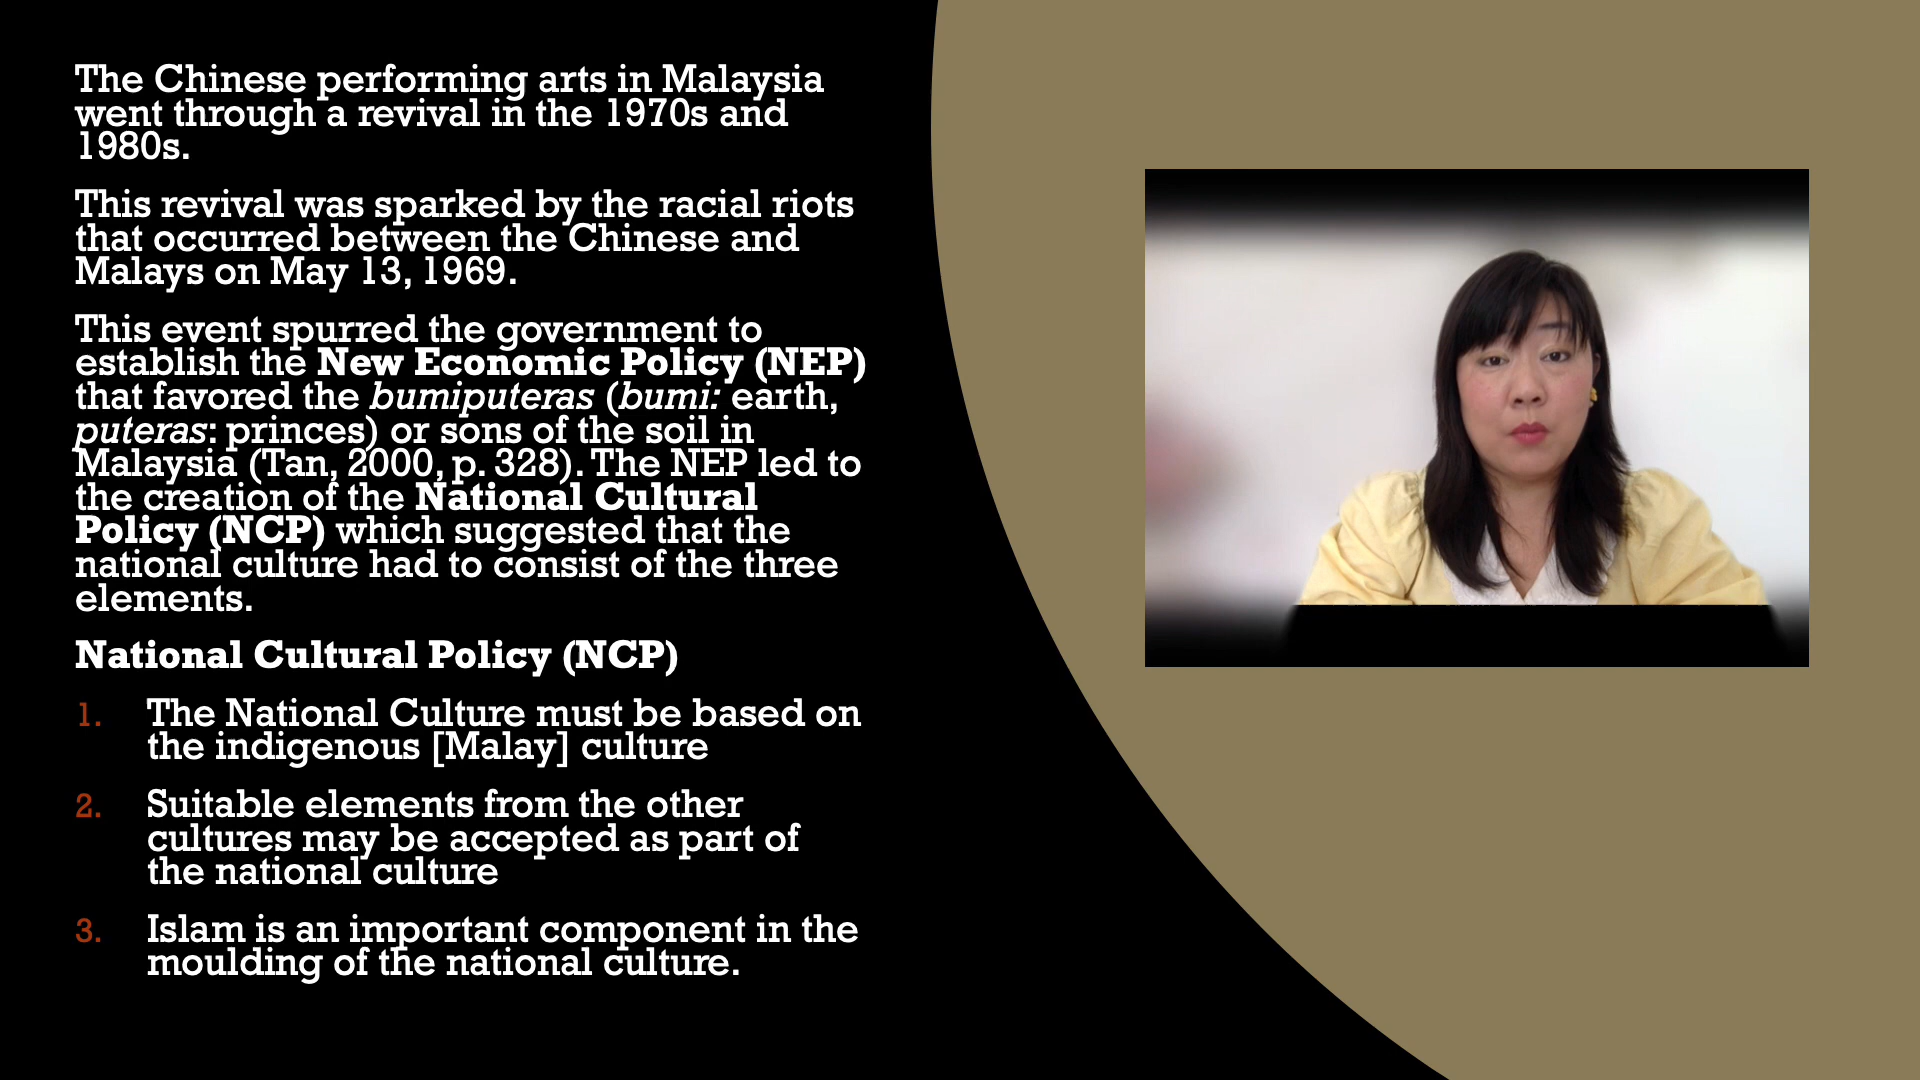 The Chinese performing arts in Malaysia
went through a revival in the 1970s and
1980s.
This revival was sparked by the racial riots
that occurred between the Chinese and
Malays on May 13, 1969.
This event spurred the government to
establish the New Economic Policy (NEP)
that favored the bumiputeras (bumi: earth,
puteras: princes) or sons of the soil in
Malaysia (Tan, 2000, p. 328). The NEP led to
the creation of the National Cultural
Policy (NCP) which suggested that the
national culture had to consist of the three
elements.
National Cultural Policy (NCP)
1. The National Culture must be based on
the indigenous [Malay] culture
2. Suitable elements from the other
cultures may be accepted as part of
the national culture
3. Islam is an important component in the
moulding of the national culture.